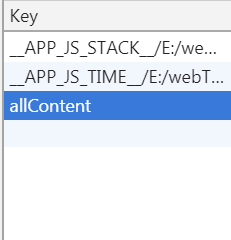 Key
__APP_JS_STACK__/E:/we...
__APP_JS_TIME__/E:/webT...
allContent